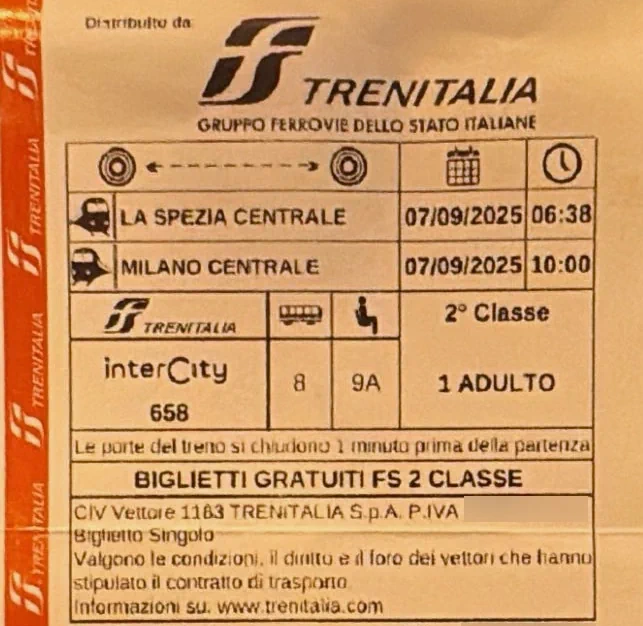 Distribuito da:
TRENITALIA
GRUPPO FERROVIE DELLO STATO ITALIANE
LA SPEZIA CENTRALE 07/09/2025 06:38
MILANO CENTRALE 07/09/2025 10:00
TRENITALIA 2° Classe
interCity 8 9A 1 ADULTO
658
Le porte del treno si chiudono 1 minuto prima della partenza
BIGLIETTI GRATUITI FS 2 CLASSE
CIV Vettore 1183 TRENITALIA S.p.A. P.IVA
Biglietto Singolo
Valgono le condizioni, il diritto e il foro dei vettori che hanno
stipulato il contratto di trasporto
Informazioni su: www.trenitalia.com
TRENITALIA
TRENITALIA
TRENITALIA
TRENITALIA